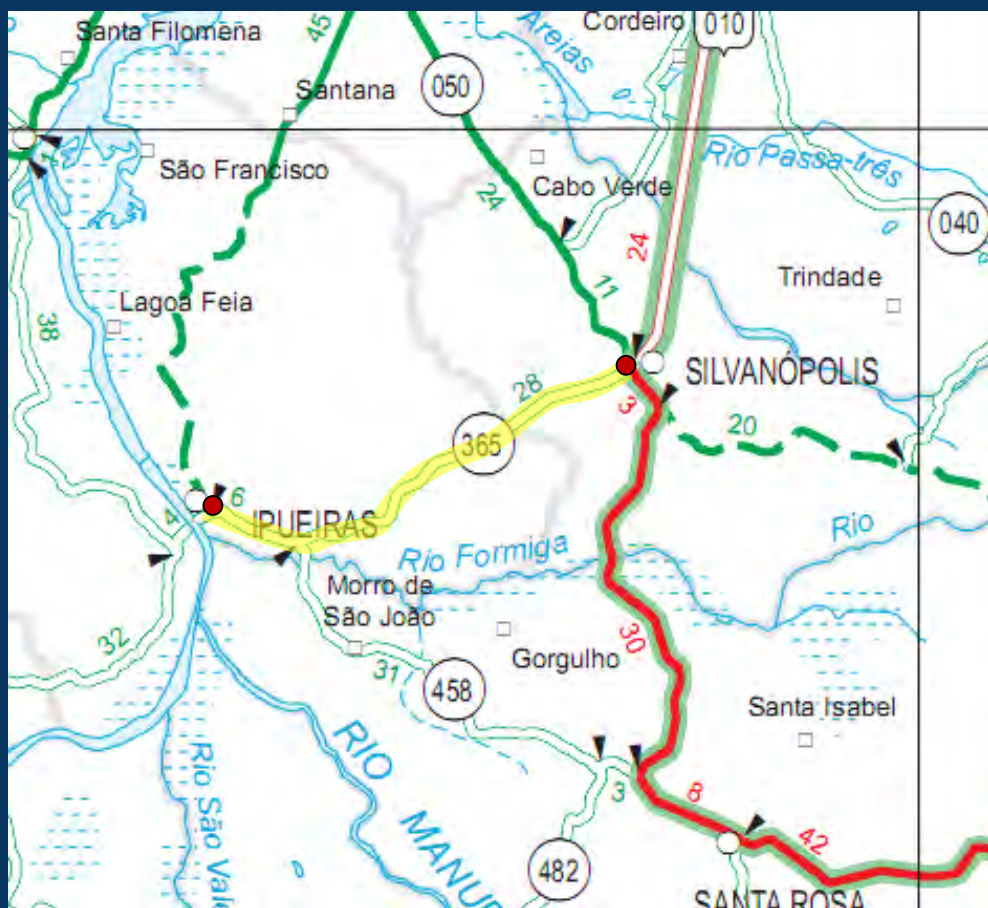 45
Santa Filomena
Areias
Cordeiro
010
Santana
050
1
São Francisco
Cabo Verde
Rio Passa-três
24
040
24
Trindade
Lagoa Feia
11
38
SILVANÓPOLIS
28
3
365
20
6
4
IPUEIRAS
Rio Formiga
Rio
Morro de
São João
32
31
Gorgulho
30
458
Santa Isabel
RIO
Rio São Vale
MANU
3
8
42
482
SANTA ROSA